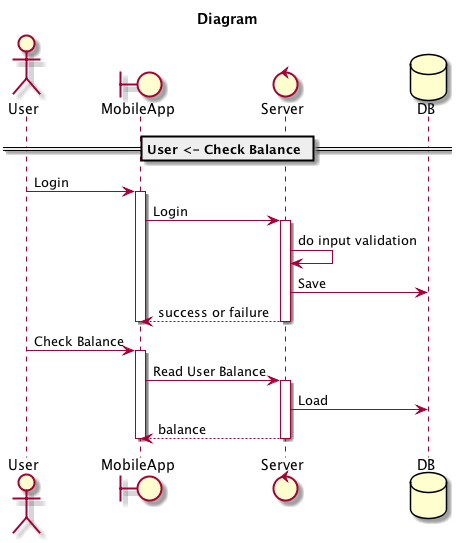 Diagram
User
MobileApp
Server
DB
User <- Check Balance
Login
Login
do input validation
Save
success or failure
Check Balance
Read User Balance
Load
balance
User
MobileApp
Server
DB